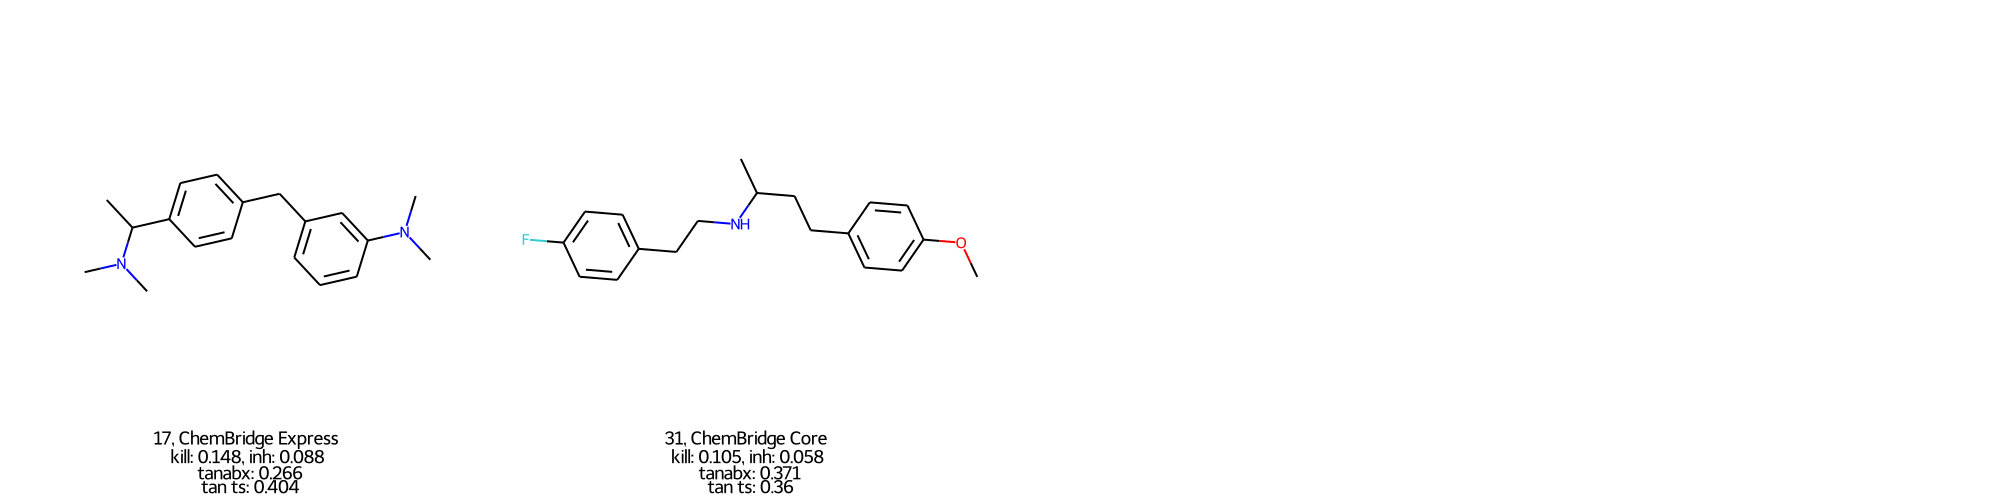 N
N
F
NH
O
17, ChemBridge Express
kill: 0.148, inh: 0.088
tanabx: 0.266
tan ts: 0.404
31, ChemBridge Core
kill: 0.105, inh: 0.058
tanabx: 0.371
tan ts: 0.36